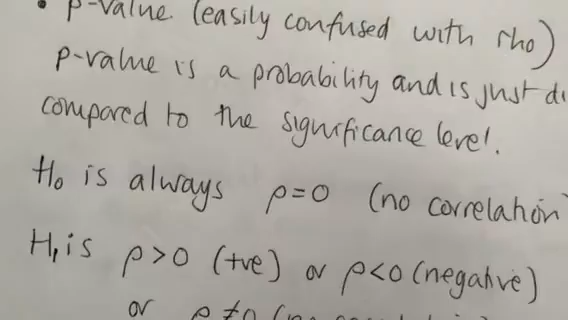 • p-value (easily confused with rho)
p-value is a probability and is just
compared to the significance level.
H₀ is always ρ=0 (no correlation
H₁ is ρ>0 (+ve) or ρ<0 (negative)
or ρ≠0